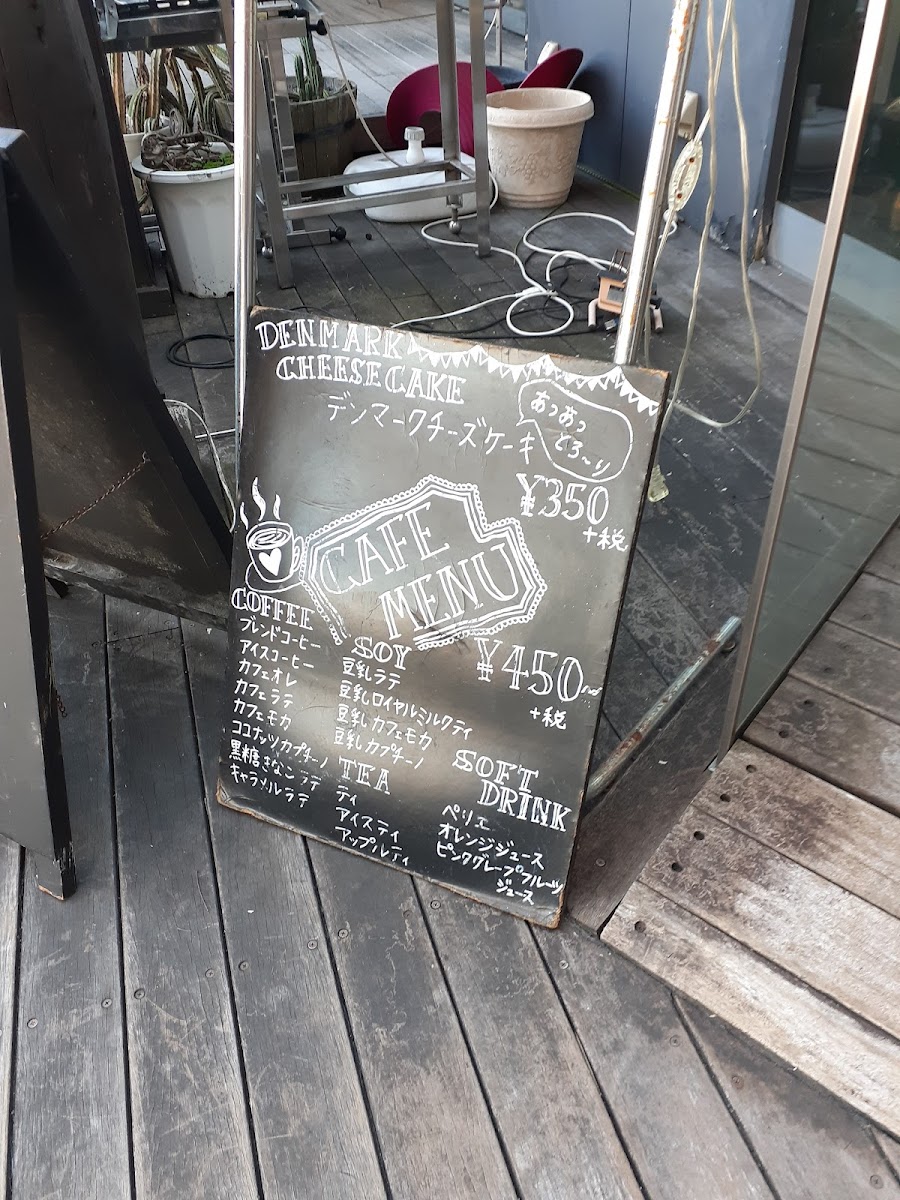 DENMARK
CHEESE CAKE
デンマークチーズケーキ
あつあつ
とろ〜り
¥350
+税
CAFE
MENU
¥450
+税
COFFEE
ブレンドコーヒー
アイスコーヒー
カフェオレ
カフェラテ
カフェモカ
ココナッツカプチーノ
黒糖きなこラテ
キャラメルラテ
SOY
豆乳ラテ
豆乳ロイヤルミルクティ
豆乳カフェモカ
豆乳カプチーノ
TEA
ティ
アイスティ
アップルティ
SOFT
DRINK
ペリエ
オレンジジュース
ピンクグレープフルーツ
ジュース